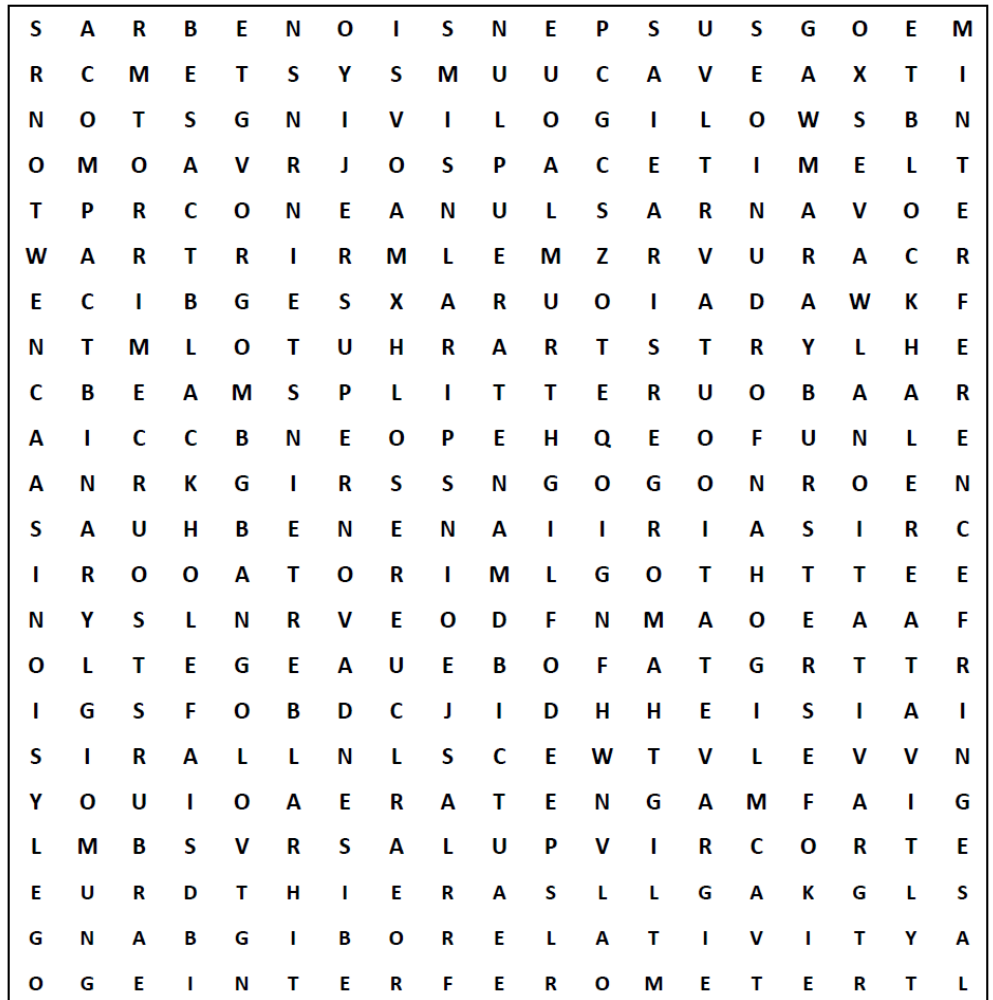 S A R B E N O I S N E P S U S G O E M
R C M E T S Y S M U U C A V E A X T I
N O T S G N I V I L O G I L O W S B N
O M O A V R J O S P A C E T I M E L T
T P R C O N E A N U L S A R N A V O E
W A R T R I R M L E M Z R V U R A C R
E C I B G E S X A R U O I A D A W K F
N T M L O T U H R A R T S T R Y L H E
C B E A M S P L I T T E R U O B A A R
A I C C B N E O P E H Q E O F U N L E
A N R K G I R S S N G O G O N R O E N
S A U H B E N E N A I I R I A S I R C
I R O O A T O R I M L G O T H T T E E
N Y S L N R V E O D F N M A O E A A F
O L T E G E A U E B O F A T G R T T R
I G S F O B D C J I D H H E I S I A I
S I R A L L N L S C E W T V L E V V N
Y O U I O A E R A T E N G A M F A I G
L M B S V R S A L U P V I R C O R T E
E U R D T H I E R A S L L G A K G L S
G N A B G I B O R E L A T I V I T Y A
O G E I N T E R F E R O M E T E R T L